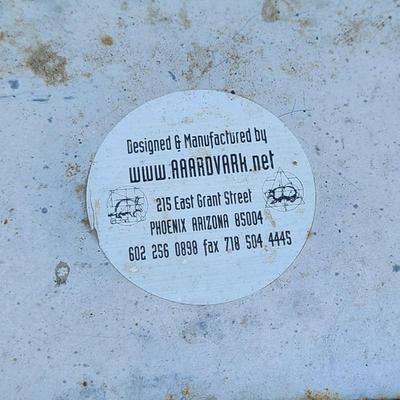 Designed & Manufactured by
www.AAARDVARk.net
215 East Grant Street
PHOENIX ARIZONA 85004
602 256 0898 fax 718 504 4445